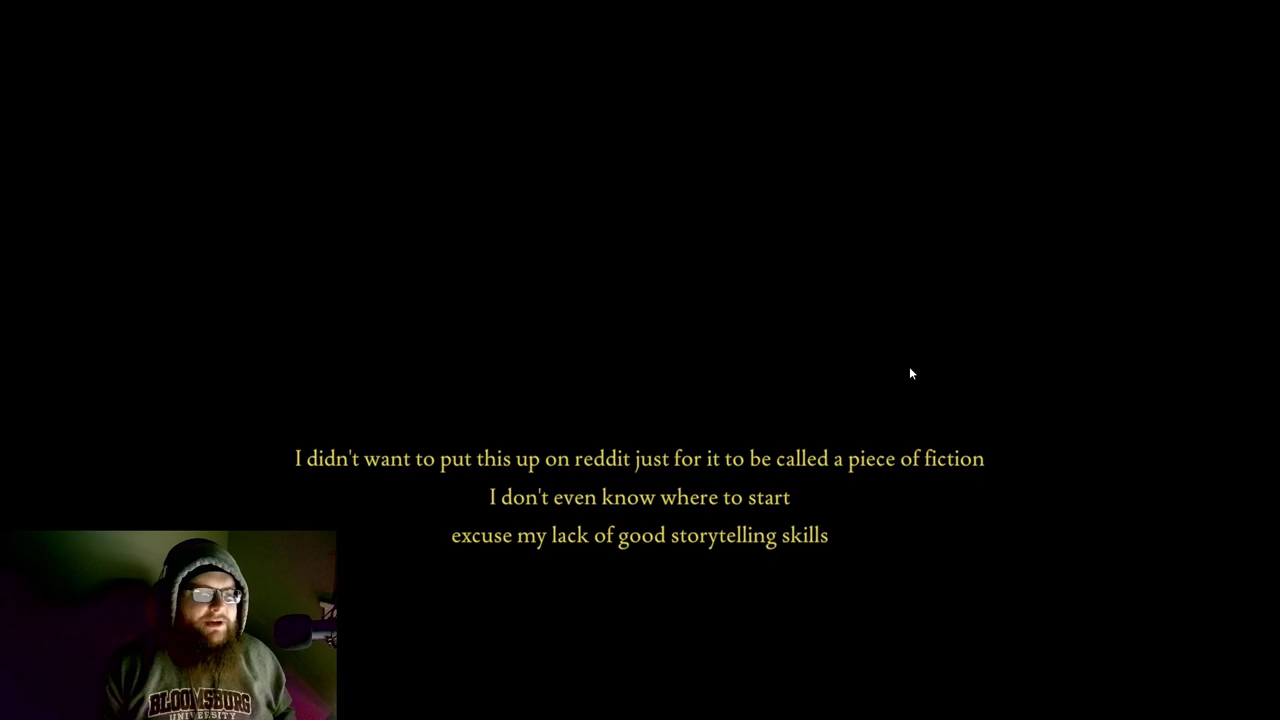 I didn't want to put this up on reddit just for it to be called a piece of fiction
I don't even know where to start
excuse my lack of good storytelling skills
BLOOMSBURG
UNIVERSITY